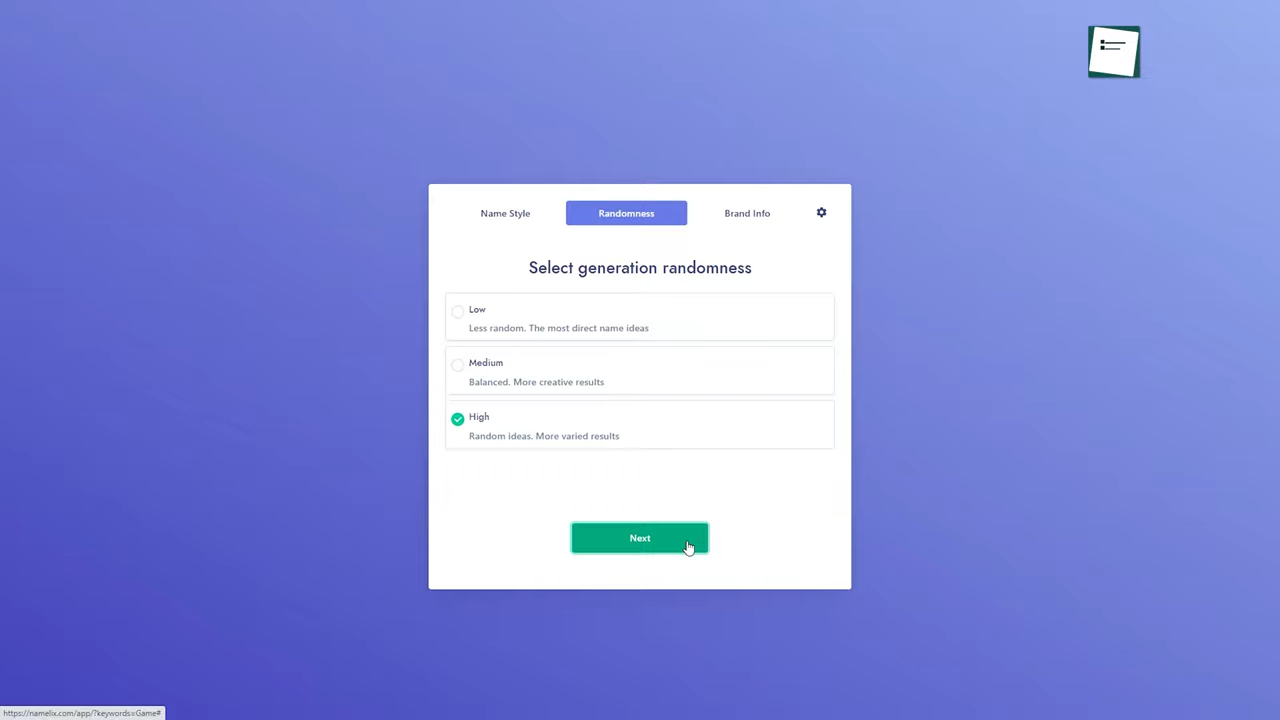 Name Style
Randomness
Brand Info
Select generation randomness
Low
Less random. The most direct name ideas
Medium
Balanced. More creative results
High
Random ideas. More varied results
Next
https://namelix.com/app/?keywords=Game#